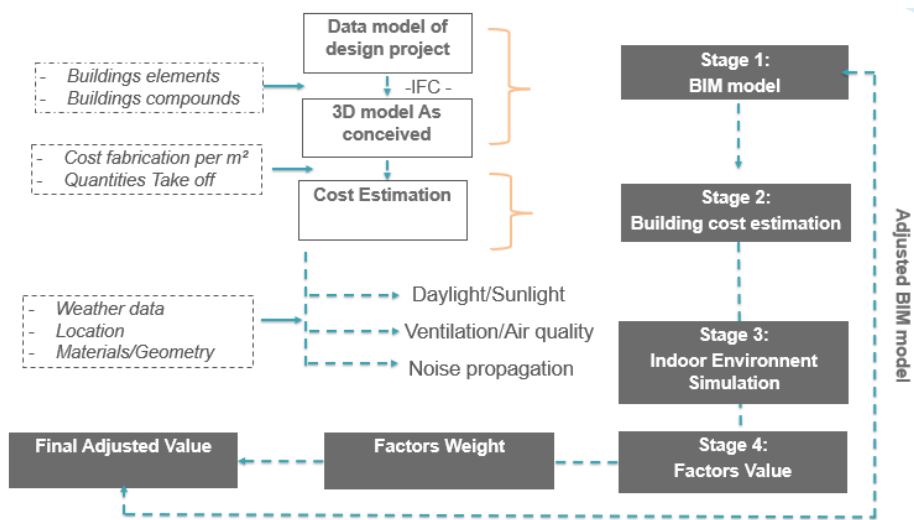 Data model of
design project
- Buildings elements
- Buildings compounds
-IFC -
3D model As
conceived
- Cost fabrication per m²
- Quantities Take off
Cost Estimation
- Weather data
- Location
- Materials/Geometry
Daylight/Sunlight
Ventilation/Air quality
Noise propagation
Stage 1:
BIM model
Stage 2:
Building cost estimation
Stage 3:
Indoor Environnent
Simulation
Stage 4:
Factors Value
Factors Weight
Final Adjusted Value
Adjusted BIM model